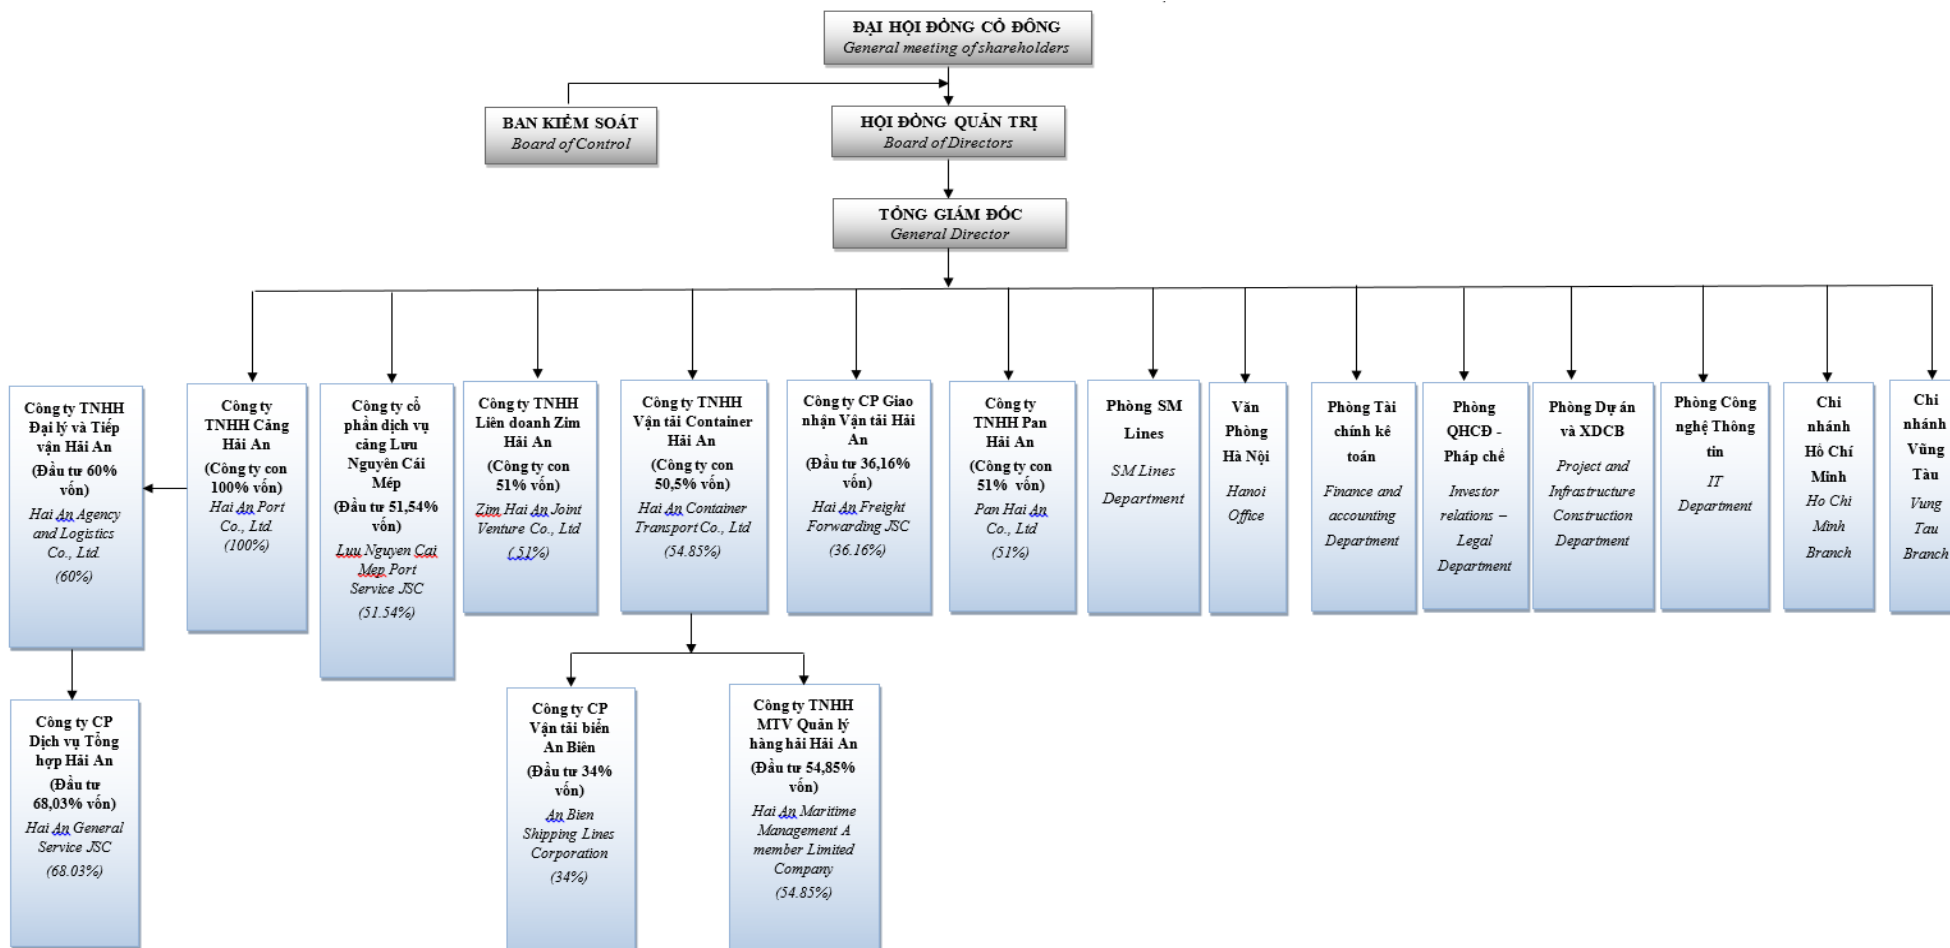 ĐẠI HỘI ĐỒNG CỔ ĐÔNG
General meeting of shareholders
BAN KIỂM SOÁT
Board of Control
HỘI ĐỒNG QUẢN TRỊ
Board of Directors
TỔNG GIÁM ĐỐC
General Director
Công ty TNHH
Đại lý và Tiếp
vận Hải An
(Đầu tư 60%
vốn)
Hai An Agency
and Logistics
Co., Ltd.
(60%)
Công ty
TNHH Cảng
Hải An
(Công ty con
100% vốn)
Hai An Port
Co., Ltd.
(100%)
Công ty cổ
phần dịch vụ
cảng Lưu
Nguyên Cái
Mép
(Đầu tư 51,54%
vốn)
Luu Nguyen Cai
Mep Port
Service JSC
(51.54%)
Công ty TNHH
Liên doanh Zim
Hải An
(Công ty con
51% vốn)
Zim Hai An Joint
Venture Co., Ltd
( 51%)
Công ty TNHH
Vận tải Container
Hải An
(Công ty con
50,5% vốn)
Hai An Container
Transport Co., Ltd
(54.85%)
Công ty CP Giao
nhận Vận tải Hải
An
(Đầu tư 36,16%
vốn)
Hai An Freight
Forwarding JSC
(36.16%)
Công ty
TNHH Pan
Hải An
(Công ty con
51% vốn)
Pan Hai An
Co., Ltd
(51%)
Phòng SM
Lines
SM Lines
Department
Văn
Phòng
Hà Nội
Hanoi
Office
Phòng Tài
chính kế
toán
Finance and
accounting
Department
Phòng
QHCĐ -
Pháp chế
Investor
relations –
Legal
Department
Phòng Dự án
và XDCB
Project and
Infrastructure
Construction
Department
Phòng Công
nghệ Thông
tin
IT
Department
Chi
nhánh
Hồ Chí
Minh
Ho Chi
Minh
Branch
Chi
nhánh
Vũng
Tàu
Vung
Tau
Branch
Công ty CP
Dịch vụ Tổng
hợp Hải An
(Đầu tư
68,03% vốn)
Hai An General
Service JSC
(68.03%)
Công ty CP
Vận tải biển
An Biên
(Đầu tư 34%
vốn)
An Bien
Shipping Lines
Corporation
(34%)
Công ty TNHH
MTV Quản lý
hàng hải Hải An
(Đầu tư 54,85%
vốn)
Hai An Maritime
Management A
member Limited
Company
(54.85%)